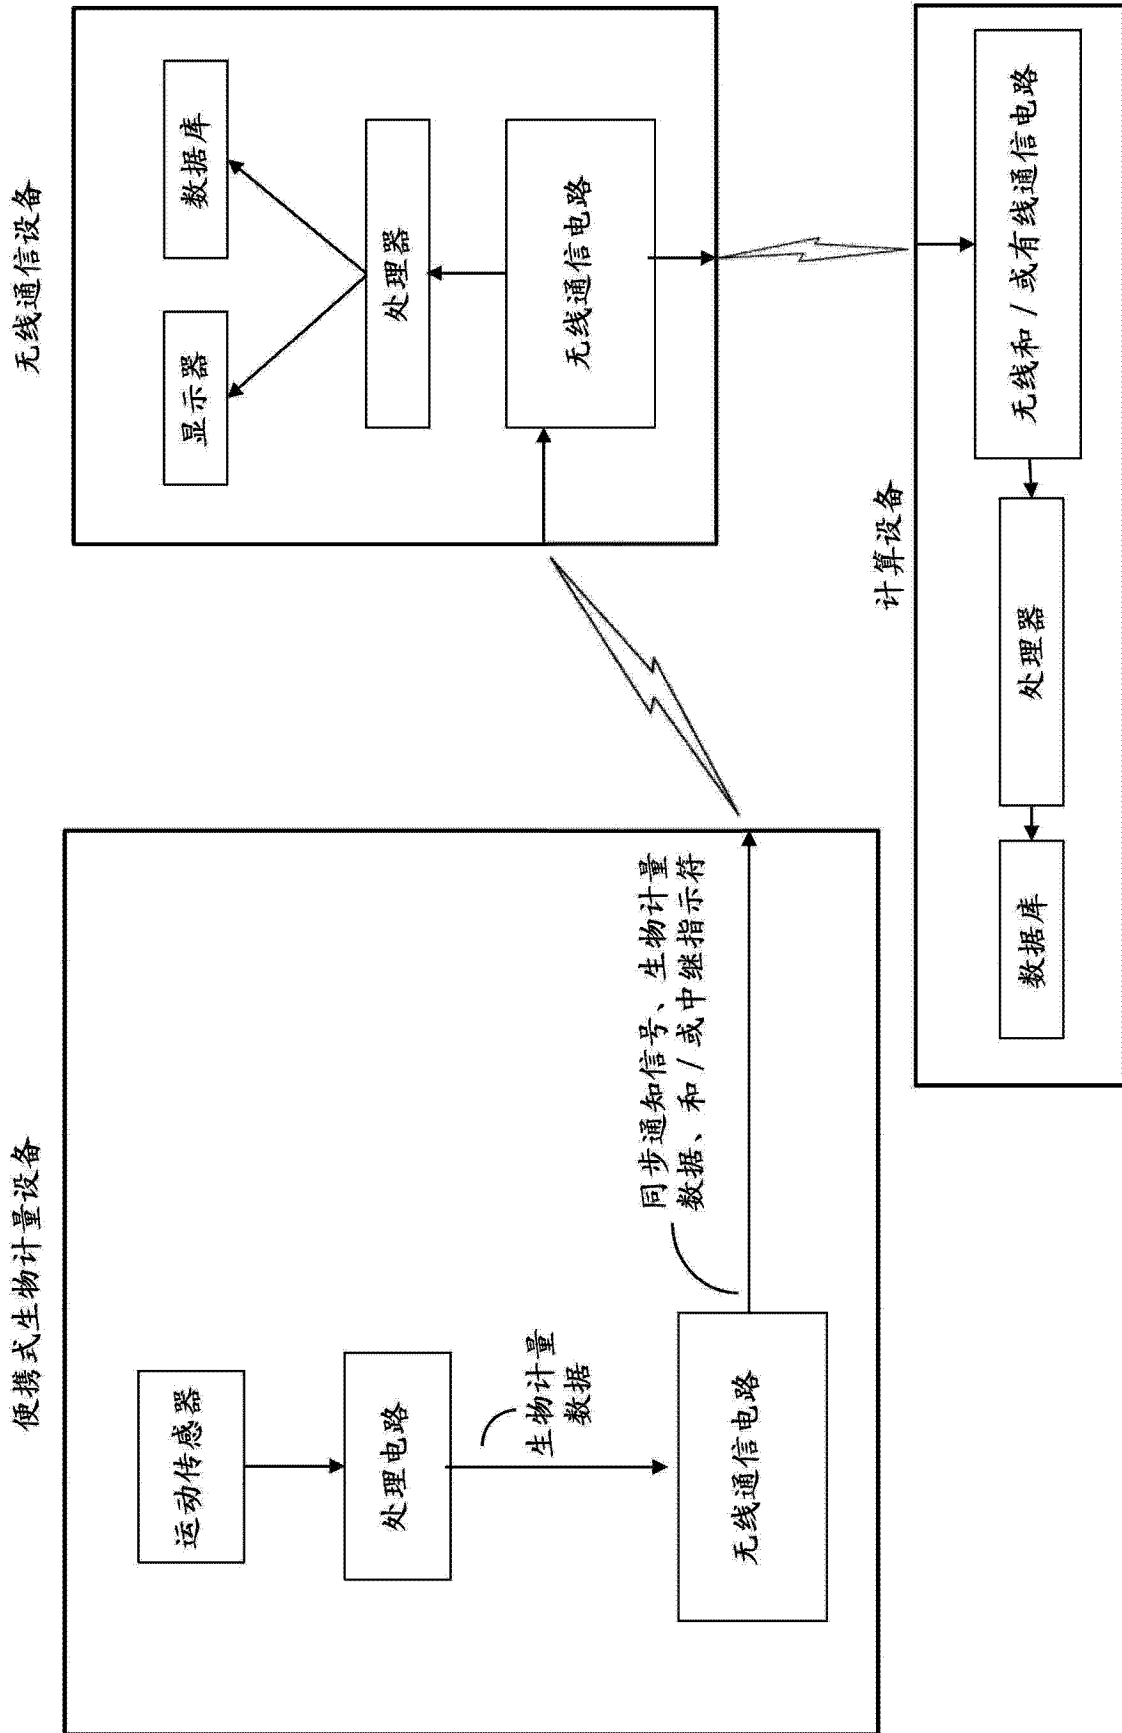 便携式生物计量设备
运动传感器
处理电路
生物计量
数据
无线通信电路
同步通知信号、生物计量
数据、和/或中继指示符
无线通信设备
显示器
数据库
处理器
无线通信电路
计算设备
数据库
处理器
无线和/或有线通信电路